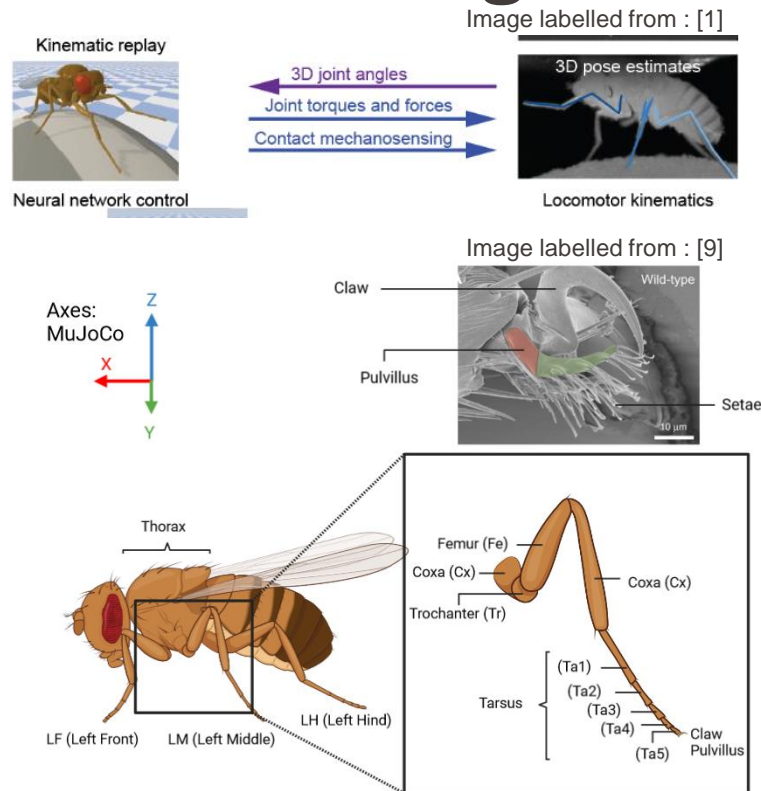 Image labelled from : [1]
Kinematic replay
3D joint angles
Joint torques and forces
Contact mechanosensing
3D pose estimates
Neural network control
Locomotor kinematics
Image labelled from : [9]
Axes:
MuJoCo
Z
X
Y
Claw
Wild-type
Pulvillus
Setae
10 µm
Thorax
Femur (Fe)
Coxa (Cx)
Coxa (Cx)
Trochanter (Tr)
Tarsus
(Ta1)
(Ta2)
(Ta3)
(Ta4)
(Ta5)
Claw
Pulvillus
LH (Left Hind)
LF (Left Front)
LM (Left Middle)